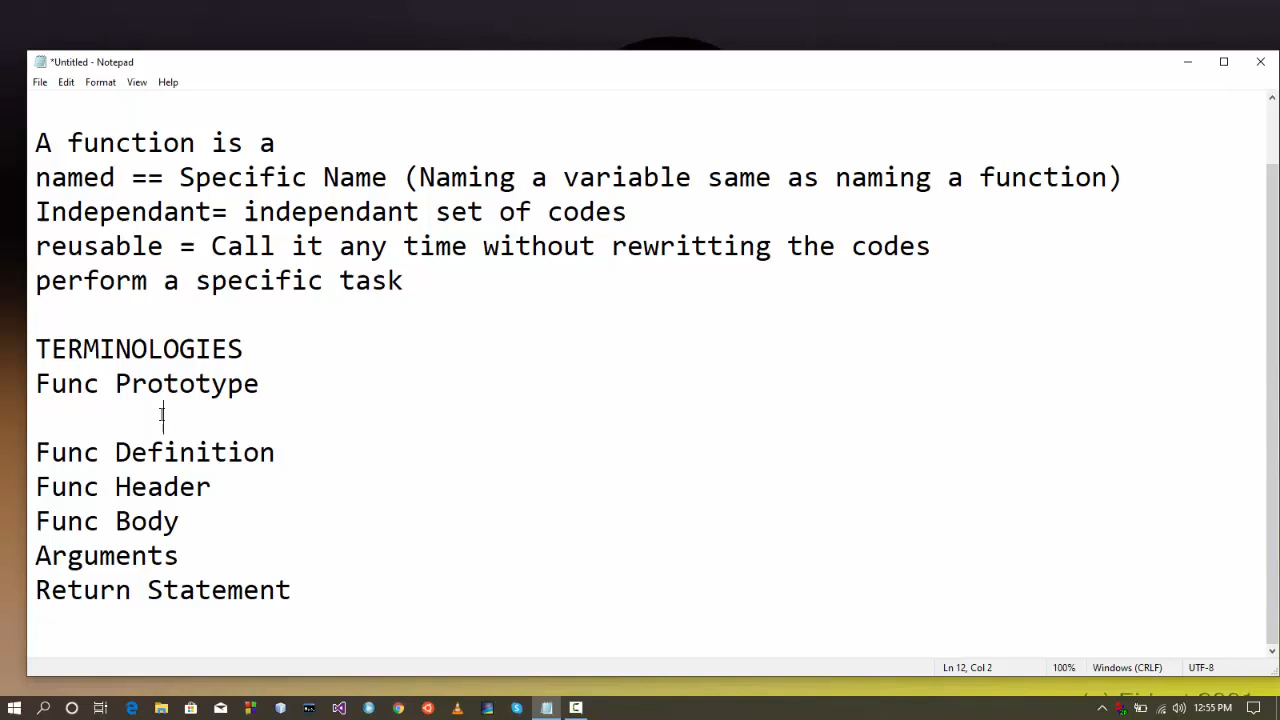 *Untitled - Notepad
File Edit Format View Help
A function is a
named == Specific Name (Naming a variable same as naming a function)
Independant= independant set of codes
reusable = Call it any time without rewritting the codes
perform a specific task
TERMINOLOGIES
Func Prototype
Func Definition
Func Header
Func Body
Arguments
Return Statement
Ln 12, Col 2 100% Windows (CRLF) UTF-8
12:55 PM